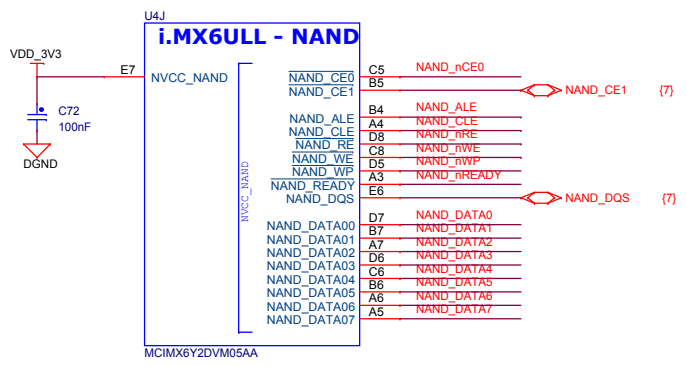 U4J
i.MX6ULL - NAND
VDD_3V3
E7
NVCC_NAND
C72
100nF
DGND
NVCC_NAND
NAND_CE0 C5 NAND_nCE0
NAND_CE1 B5 NAND_CE1 {7}
NAND_ALE B4 NAND_ALE
NAND_CLE A4 NAND_CLE
NAND_RE D8 NAND_nRE
NAND_WE C8 NAND_nWE
NAND_WP D5 NAND_nWP
NAND_READY A3 NAND_nREADY
NAND_DQS E6 NAND_DQS {7}
NAND_DATA00 D7 NAND_DATA0
NAND_DATA01 B7 NAND_DATA1
NAND_DATA02 A7 NAND_DATA2
NAND_DATA03 D6 NAND_DATA3
NAND_DATA04 C6 NAND_DATA4
NAND_DATA05 B6 NAND_DATA5
NAND_DATA06 A6 NAND_DATA6
NAND_DATA07 A5 NAND_DATA7
MCIMX6Y2DVM05AA